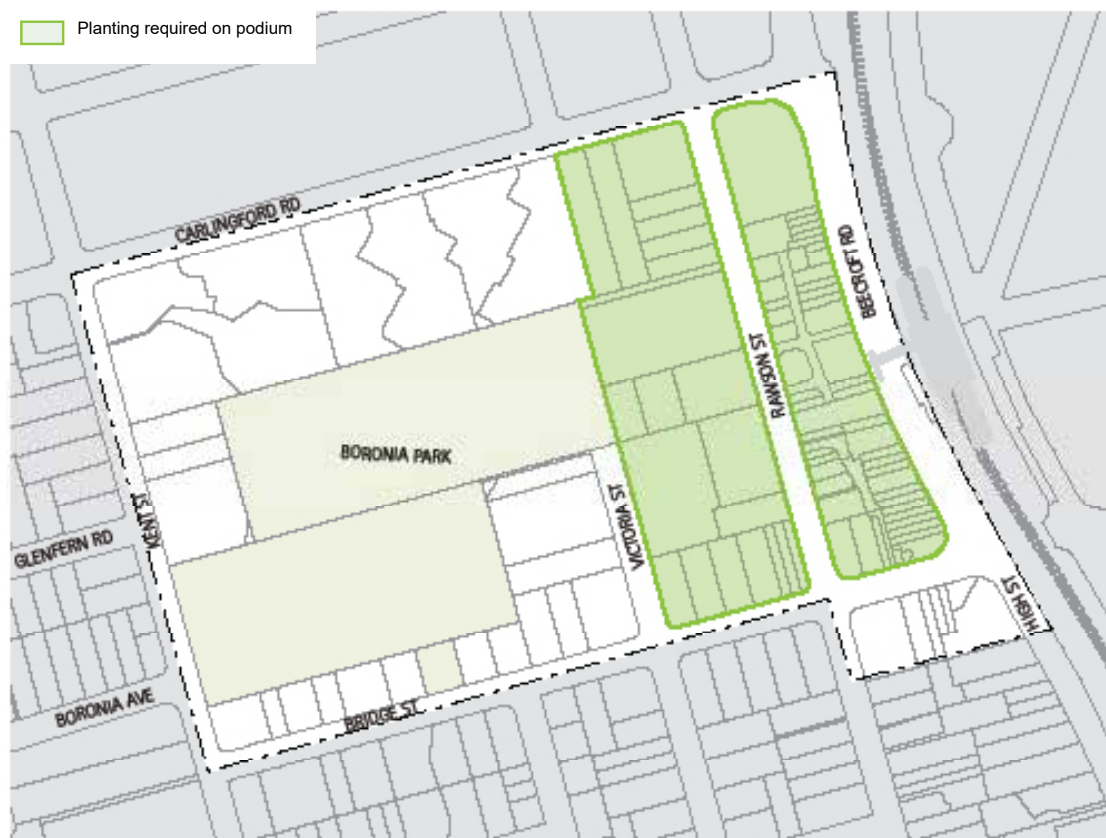 Planting required on podium
CARLINGFORD RD
BEECROFT RD
RAWSON ST
BORONIA PARK
VICTORIA ST
KENT ST
GLENFERN RD
HIGH ST
BORONIA AVE
BRIDGE ST